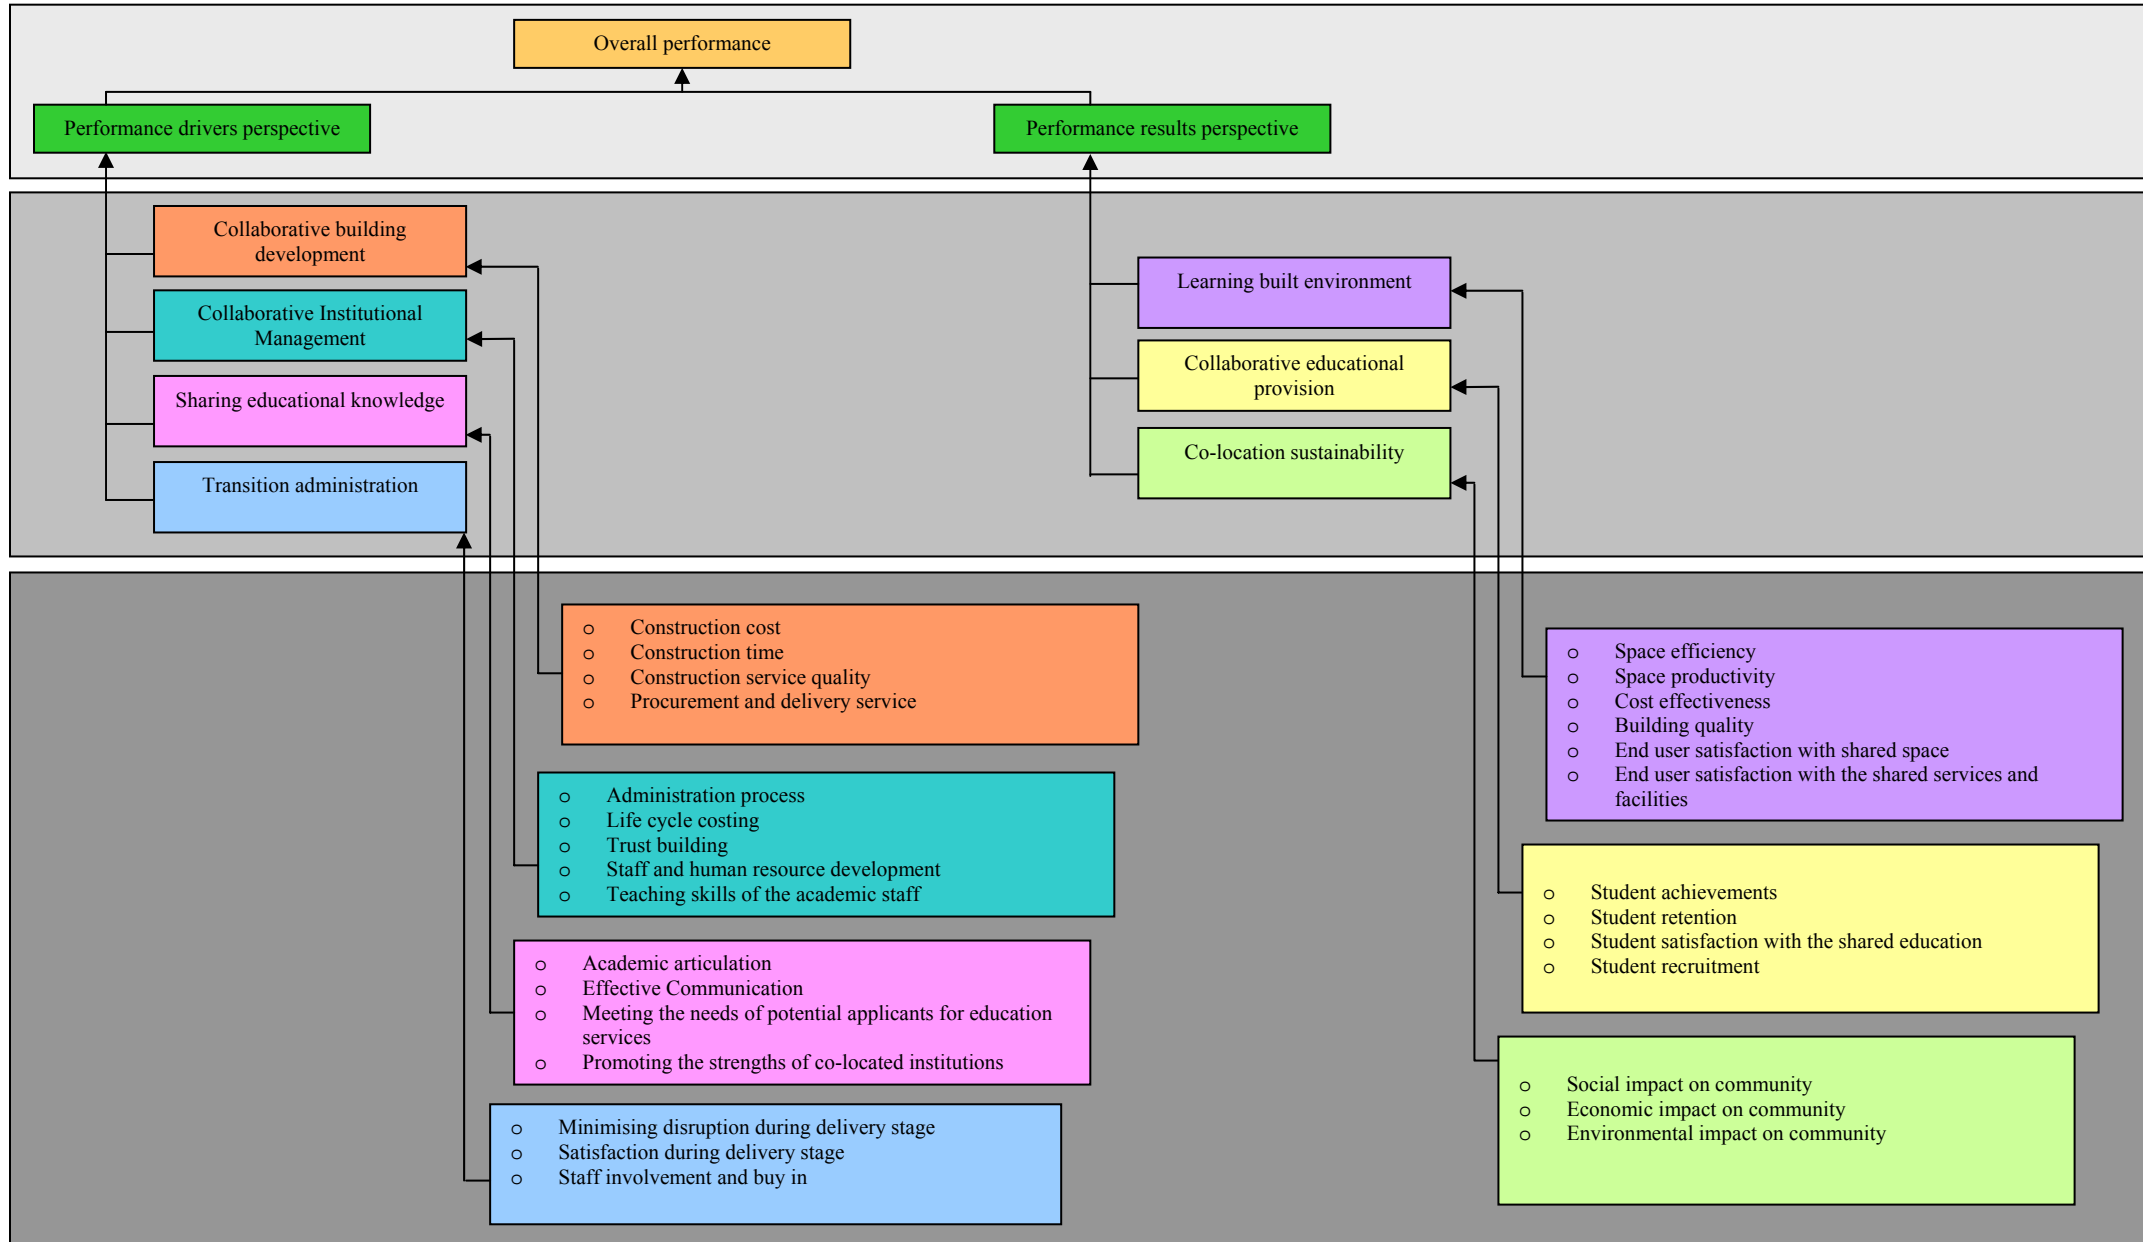 Overall performance
Performance drivers perspective
Performance results perspective
Collaborative building
development
Collaborative Institutional
Management
Sharing educational knowledge
Transition administration
Learning built environment
Collaborative educational
provision
Co-location sustainability
o Construction cost
o Construction time
o Construction service quality
o Procurement and delivery service
o Administration process
o Life cycle costing
o Trust building
o Staff and human resource development
o Teaching skills of the academic staff
o Academic articulation
o Effective Communication
o Meeting the needs of potential applicants for education
services
o Promoting the strengths of co-located institutions
o Minimising disruption during delivery stage
o Satisfaction during delivery stage
o Staff involvement and buy in
o Space efficiency
o Space productivity
o Cost effectiveness
o Building quality
o End user satisfaction with shared space
o End user satisfaction with the shared services and
facilities
o Student achievements
o Student retention
o Student satisfaction with the shared education
o Student recruitment
o Social impact on community
o Economic impact on community
o Environmental impact on community